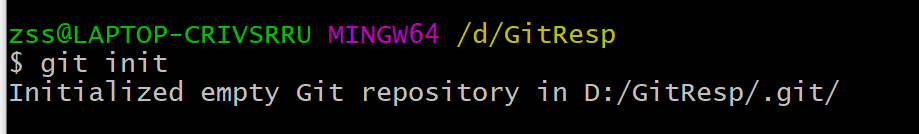 zss@LAPTOP-CRIVSRRU MINGW64 /d/GitResp
$ git init
Initialized empty Git repository in D:/GitResp/.git/